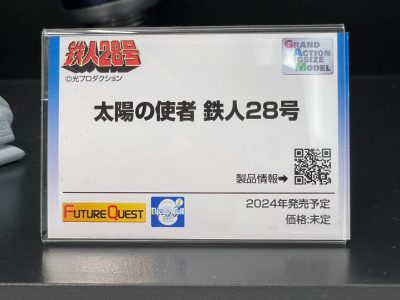 鉄人28号
©光プロダクション
GRAND
ACTION
BIGSIZE
MODEL
太陽の使者 鉄人28号
製品情報➡
FUTURE QUEST
2024年発売予定
価格:未定